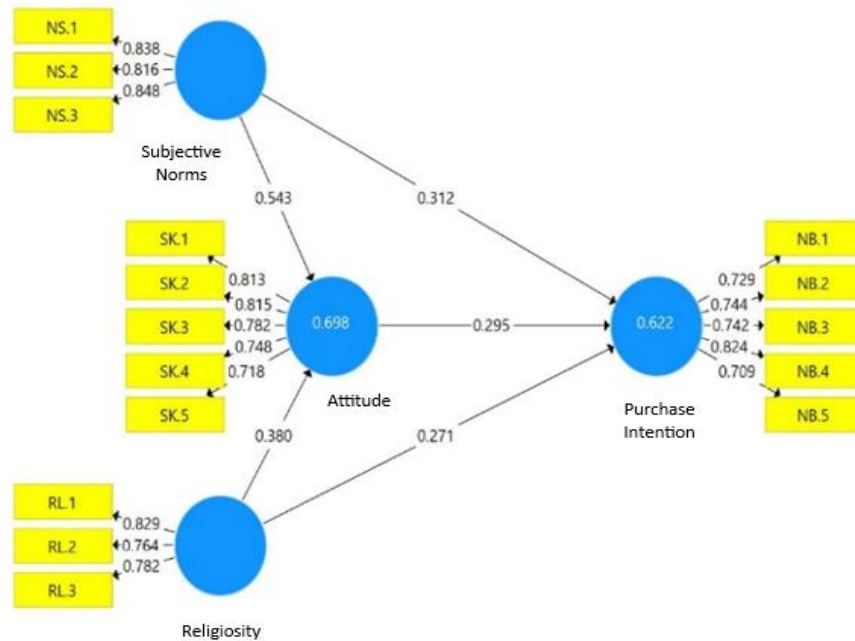 NS.1
0.838
NS.2
0.816
0.848
NS.3
Subjective
Norms
0.543
0.312
SK.1
0.813
SK.2
0.815
SK.3
0.782
0.748
SK.4
0.718
SK.5
0.698
Attitude
0.295
0.622
Purchase
Intention
NB.1
0.729
NB.2
0.744
0.742
NB.3
0.824
NB.4
0.709
NB.5
0.380
0.271
RL.1
0.829
RL.2
0.764
0.782
RL.3
Religiosity